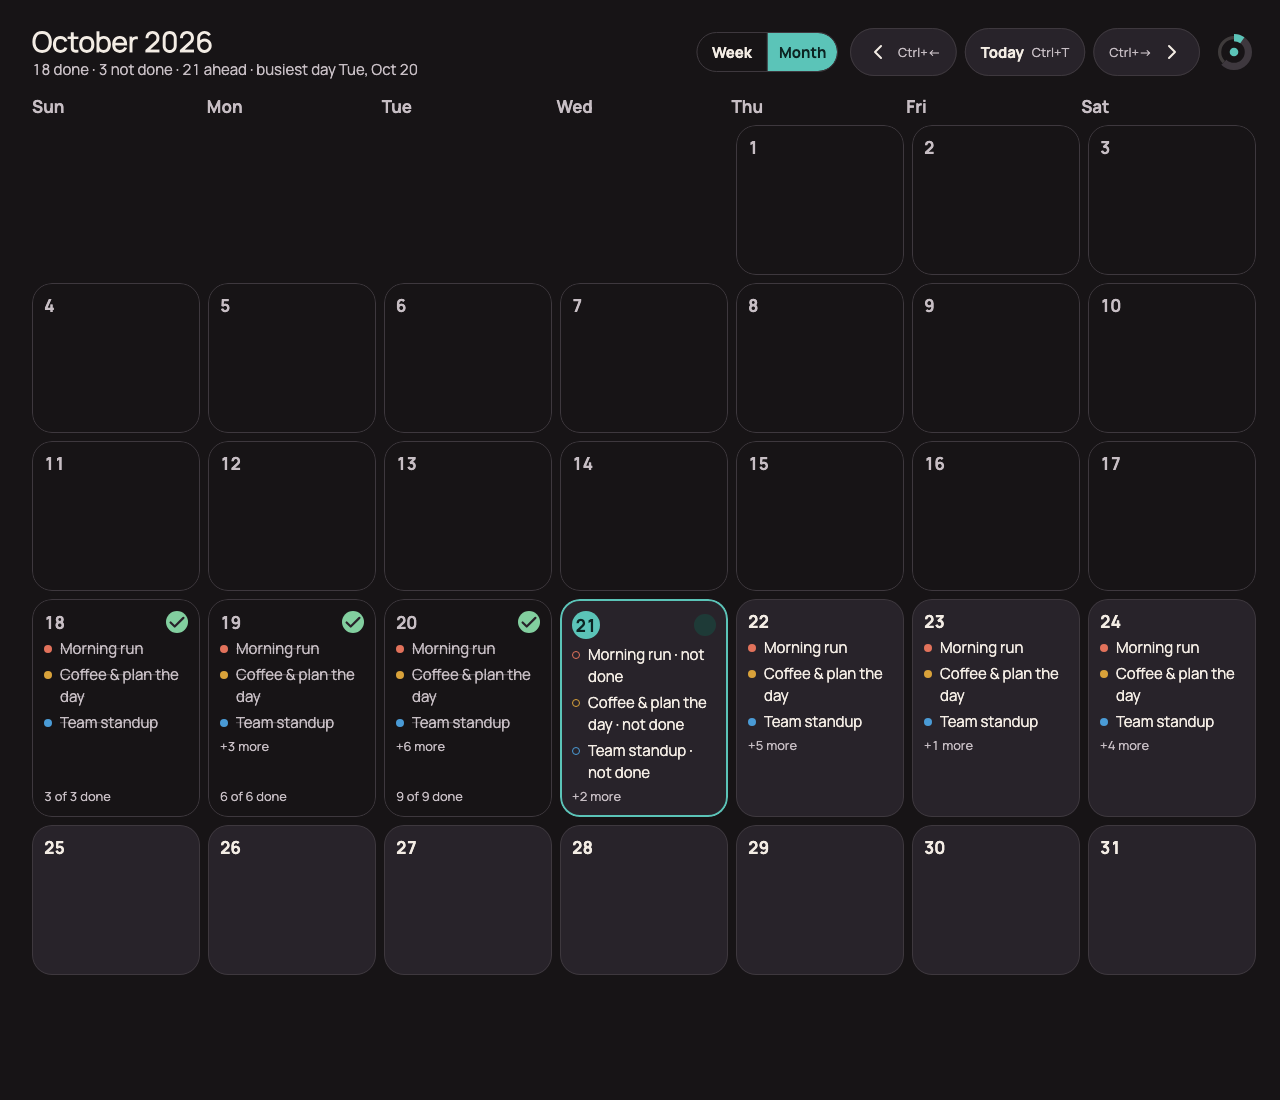 October 2026
18 done · 3 not done · 21 ahead · busiest day Tue, Oct 20
Week
Month
Ctrl+←
Today Ctrl+T
Ctrl+→
Sun Mon Tue Wed Thu Fri Sat
1 2 3
4 5 6 7 8 9 10
11 12 13 14 15 16 17
18
Morning run
Coffee & plan the
day
Team standup
3 of 3 done
19
Morning run
Coffee & plan the
day
Team standup
+3 more
6 of 6 done
20
Morning run
Coffee & plan the
day
Team standup
+6 more
9 of 9 done
21
Morning run · not
done
Coffee & plan the
day · not done
Team standup ·
not done
+2 more
22
Morning run
Coffee & plan the
day
Team standup
+5 more
23
Morning run
Coffee & plan the
day
Team standup
+1 more
24
Morning run
Coffee & plan the
day
Team standup
+4 more
25 26 27 28 29 30 31